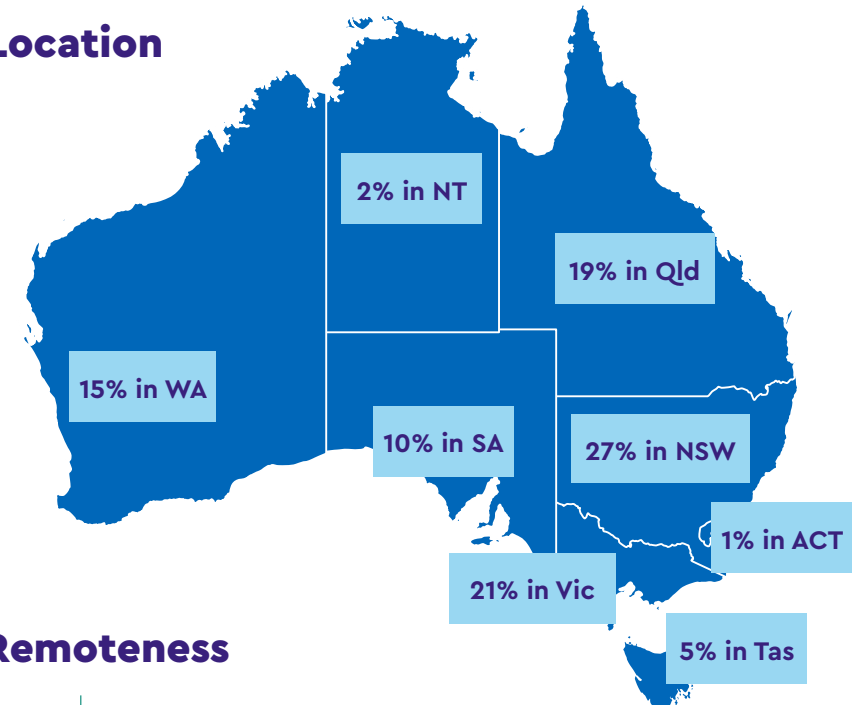 Location
2% in NT
19% in Qld
15% in WA
10% in SA
27% in NSW
1% in ACT
21% in Vic
5% in Tas
Remoteness